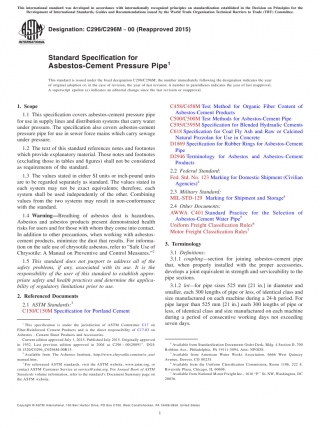 This international standard was developed in accordance with internationally recognized principles on standardization established in the Decision on Principles for the
Development of International Standards, Guides and Recommendations issued by the World Trade Organization Technical Barriers to Trade (TBT) Committee.
Designation: C296/C296M − 00 (Reapproved 2015)
INTERNATIONAL
Standard Specification for
Asbestos-Cement Pressure Pipe¹
This standard is issued under the fixed designation C296/C296M; the number immediately following the designation indicates the year
of original adoption or, in the case of revision, the year of last revision. A number in parentheses indicates the year of last reapproval.
A superscript epsilon (ε) indicates an editorial change since the last revision or reapproval.
1. Scope
1.1 This specification covers asbestos-cement pressure pipe
for use in supply lines and distribution systems that carry water
under pressure. The specification also covers asbestos-cement
pressure pipe for use in sewer force mains which carry sewage
under pressure.
1.2 The text of this standard references notes and footnotes
which provide explanatory material. Those notes and footnotes
(excluding those in tables and figures) shall not be considered
as requirements of the standard.
1.3 The values stated in either SI units or inch-pound units
are to be regarded separately as standard. The values stated in
each system may not be exact equivalents; therefore, each
system shall be used independently of the other. Combining
values from the two systems may result in non-conformance
with the standard.
1.4 Warning—Breathing of asbestos dust is hazardous.
Asbestos and asbestos products present demonstrated health
risks for users and for those with whom they come into contact.
In addition to other precautions, when working with asbestos-
cement products, minimize the dust that results. For informa-
tion on the safe use of chrysotile asbestos, refer to "Safe Use of
Chrysotile: A Manual on Preventive and Control Measures."²
1.5 This standard does not purport to address all of the
safety problems, if any, associated with its use. It is the
responsibility of the user of this standard to establish appro-
priate safety and health practices and determine the applica-
bility of regulatory limitations prior to use.
2. Referenced Documents
2.1 ASTM Standards:³
C150/C150M Specification for Portland Cement
C458/C458M Test Method for Organic Fiber Content of
Asbestos-Cement Products
C500/C500M Test Methods for Asbestos-Cement Pipe
C595/C595M Specification for Blended Hydraulic Cements
C618 Specification for Coal Fly Ash and Raw or Calcined
Natural Pozzolan for Use in Concrete
D1869 Specification for Rubber Rings for Asbestos-Cement
Pipe
D2946 Terminology for Asbestos and Asbestos–Cement
Products
2.2 Federal Standard:
Fed. Std. No. 123 Marking for Domestic Shipment (Civilian
Agencies)⁴
2.3 Military Standard:
MIL-STD-129 Marking for Shipment and Storage⁴
2.4 Other Documents:
AWWA C403 Standard Practice for the Selection of
Asbestos-Cement Water Pipe⁵
Uniform Freight Classification Rules⁶
Motor Freight Classification Rules⁷
3. Terminology
3.1 Definitions:
3.1.1 coupling—section for joining asbestos-cement pipe
that, when properly installed with the proper accessories,
develops a joint equivalent in strength and serviceability to the
pipe sections.
3.1.2 lot—for pipe sizes 525 mm [21 in.] in diameter and
smaller, each 300 lengths of pipe or less, of identical class and
size manufactured on each machine during a 24-h period. For
pipe larger than 525 mm [21 in.] each 300 lengths of pipe or
less, of identical class and size manufactured on each machine
during a period of consecutive working days not exceeding
seven days.
¹ This specification is under the jurisdiction of ASTM Committee C17 on
Fiber-Reinforced Cement Products and is the direct responsibility of C17.03 on
Asbestos - Cement Sheet Products and Accessories.
Current edition approved July 1, 2015. Published July 2015. Originally approved
DOI:
² Available from The Asbestos Institute,
³ For referenced ASTM standards, visit the ASTM website, www.astm.org, or
contact ASTM Customer Service at service@astm.org. For Annual Book of ASTM
Standards volume information, refer to the standard's Document Summary page on
the ASTM website.
⁴ Available from Standardization Documents Order Desk, Bldg. 4 Section D, 700
Robbins Ave., Philadelphia, PA 19111-5094, Attn: NPODS.
⁵ Available from American Water Works Association, 6666 West Quincy
Avenue, Denver, CO 80235.
⁶ Available from the Uniform Classification Committee, Room 1106, 222 S.
Riverside Plaza, Chicago, IL 60606.
⁷ Available from National Motor Freight Inc., 1616 "P" St. NW, Washington, DC
20036.
Copyright © ASTM International, 100 Barr Harbor Drive, PO Box C700, West Conshohocken, PA 19428-2959. United States
1